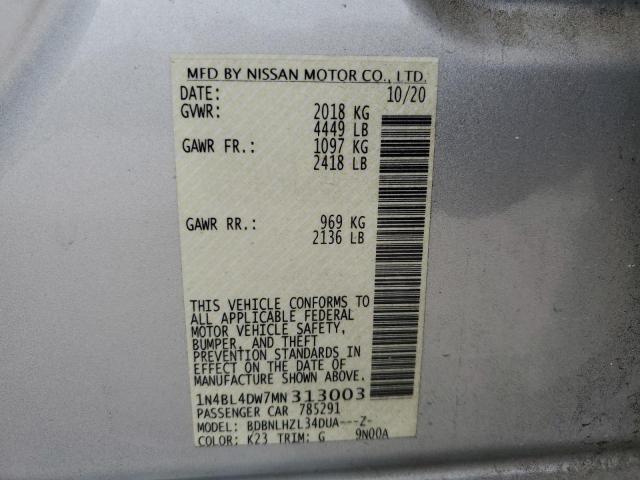 MFD BY NISSAN MOTOR CO., LTD.
DATE: 10/20
GVWR: 2018 KG
4449 LB
GAWR FR.: 1097 KG
2418 LB
GAWR RR.: 969 KG
2136 LB
THIS VEHICLE CONFORMS TO
ALL APPLICABLE FEDERAL
MOTOR VEHICLE SAFETY,
BUMPER, AND THEFT
PREVENTION STANDARDS IN
EFFECT ON THE DATE OF
MANUFACTURE SHOWN ABOVE.
1N4BL4DW7MN313003
PASSENGER CAR 785291
MODEL: BDBNLHZL34DUA---Z-
COLOR: K23 TRIM: G 9N00A